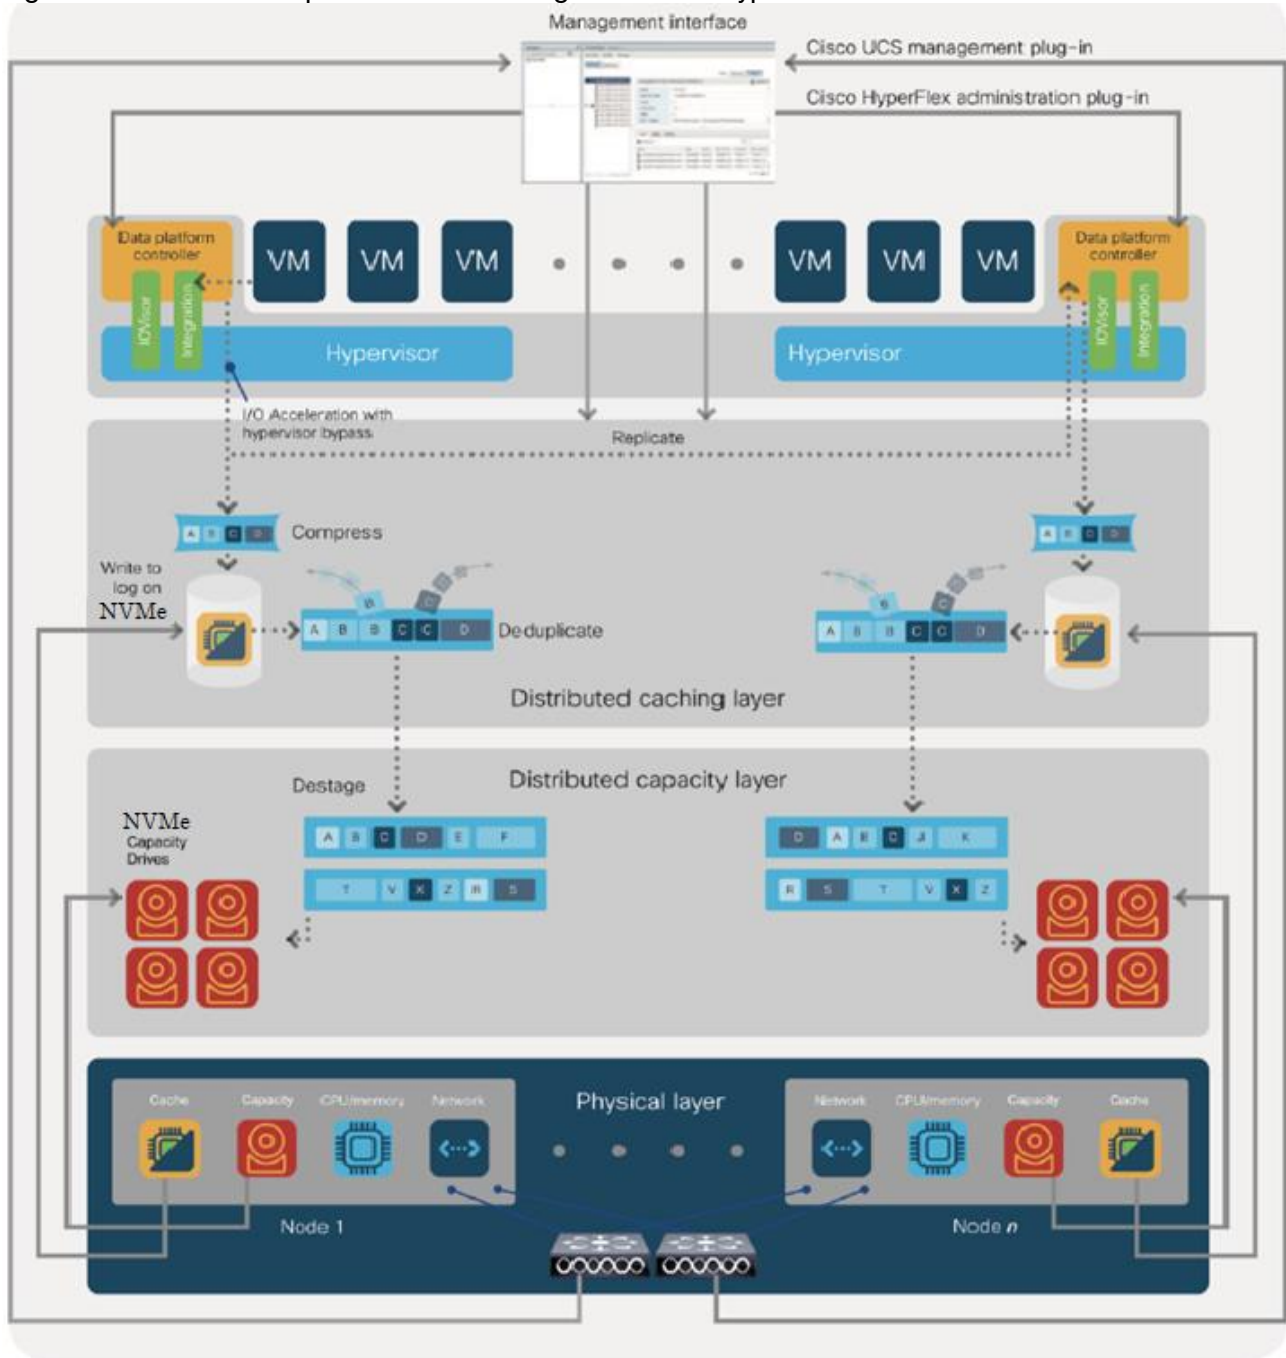 Management interface
Cisco UCS management plug-in
Cisco HyperFlex administration plug-in
Data platform
controller
IOVisor
Integration
VM
VM
VM
VM
VM
VM
Data platform
controller
IOVisor
Integration
Hypervisor
Hypervisor
I/O Acceleration with
hypervisor bypass
Replicate
A B C D
Compress
A B C D
Write to
log on
NVMe
B
C
A B B C C D
Deduplicate
B
C
A B B C C D
Distributed caching layer
Distributed capacity layer
Destage
NVMe
Capacity
Drives
A B C D E F
T V X Z R S
D A B C J K
R S T V X Z
Physical layer
Cache Capacity CPU/memory Network
Network CPU/memory Capacity Cache
Node 1
Node n